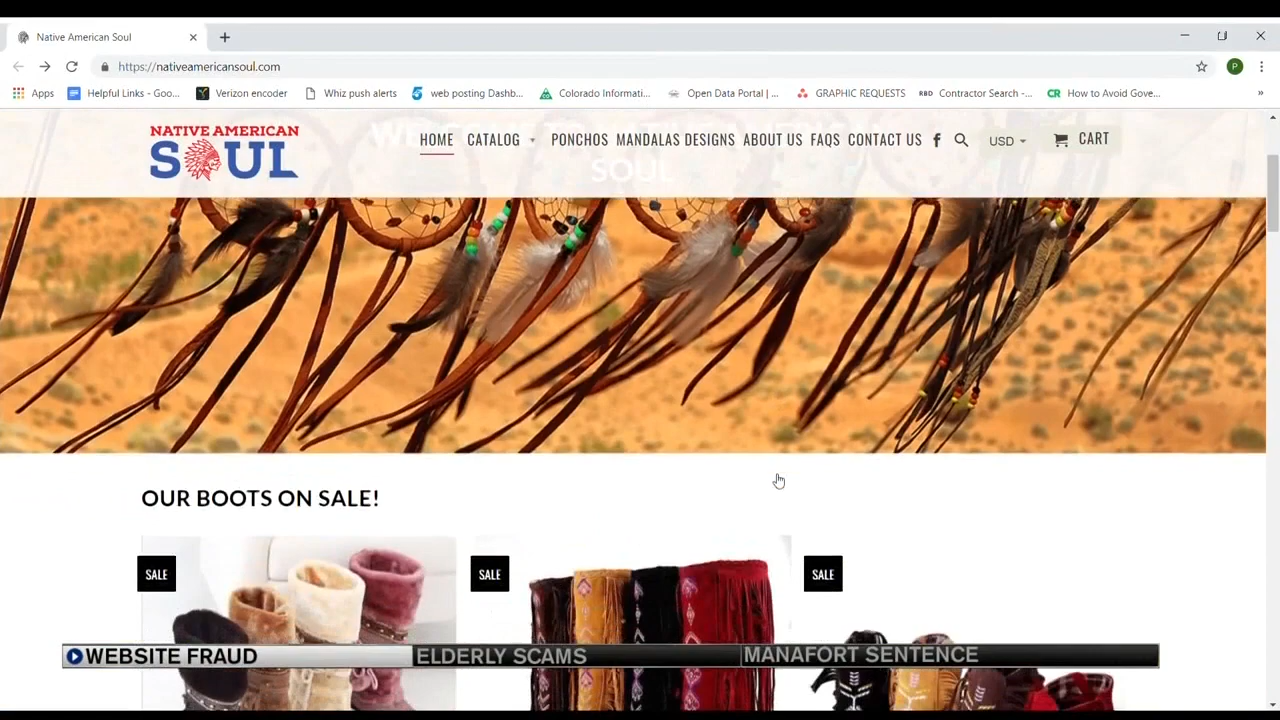 Native American Soul
https://nativeamericansoul.com
Apps Helpful Links - Goo... Verizon encoder Whiz push alerts web posting Dashb... Colorado Informati... Open Data Portal | ... GRAPHIC REQUESTS RBD Contractor Search -... CR How to Avoid Gove...
NATIVE AMERICAN
SOUL
HOME CATALOG PONCHOS MANDALAS DESIGNS ABOUT US FAQS CONTACT US USD CART
SOUL
OUR BOOTS ON SALE!
SALE SALE SALE
WEBSITE FRAUD ELDERLY SCAMS MANAFORT SENTENCE